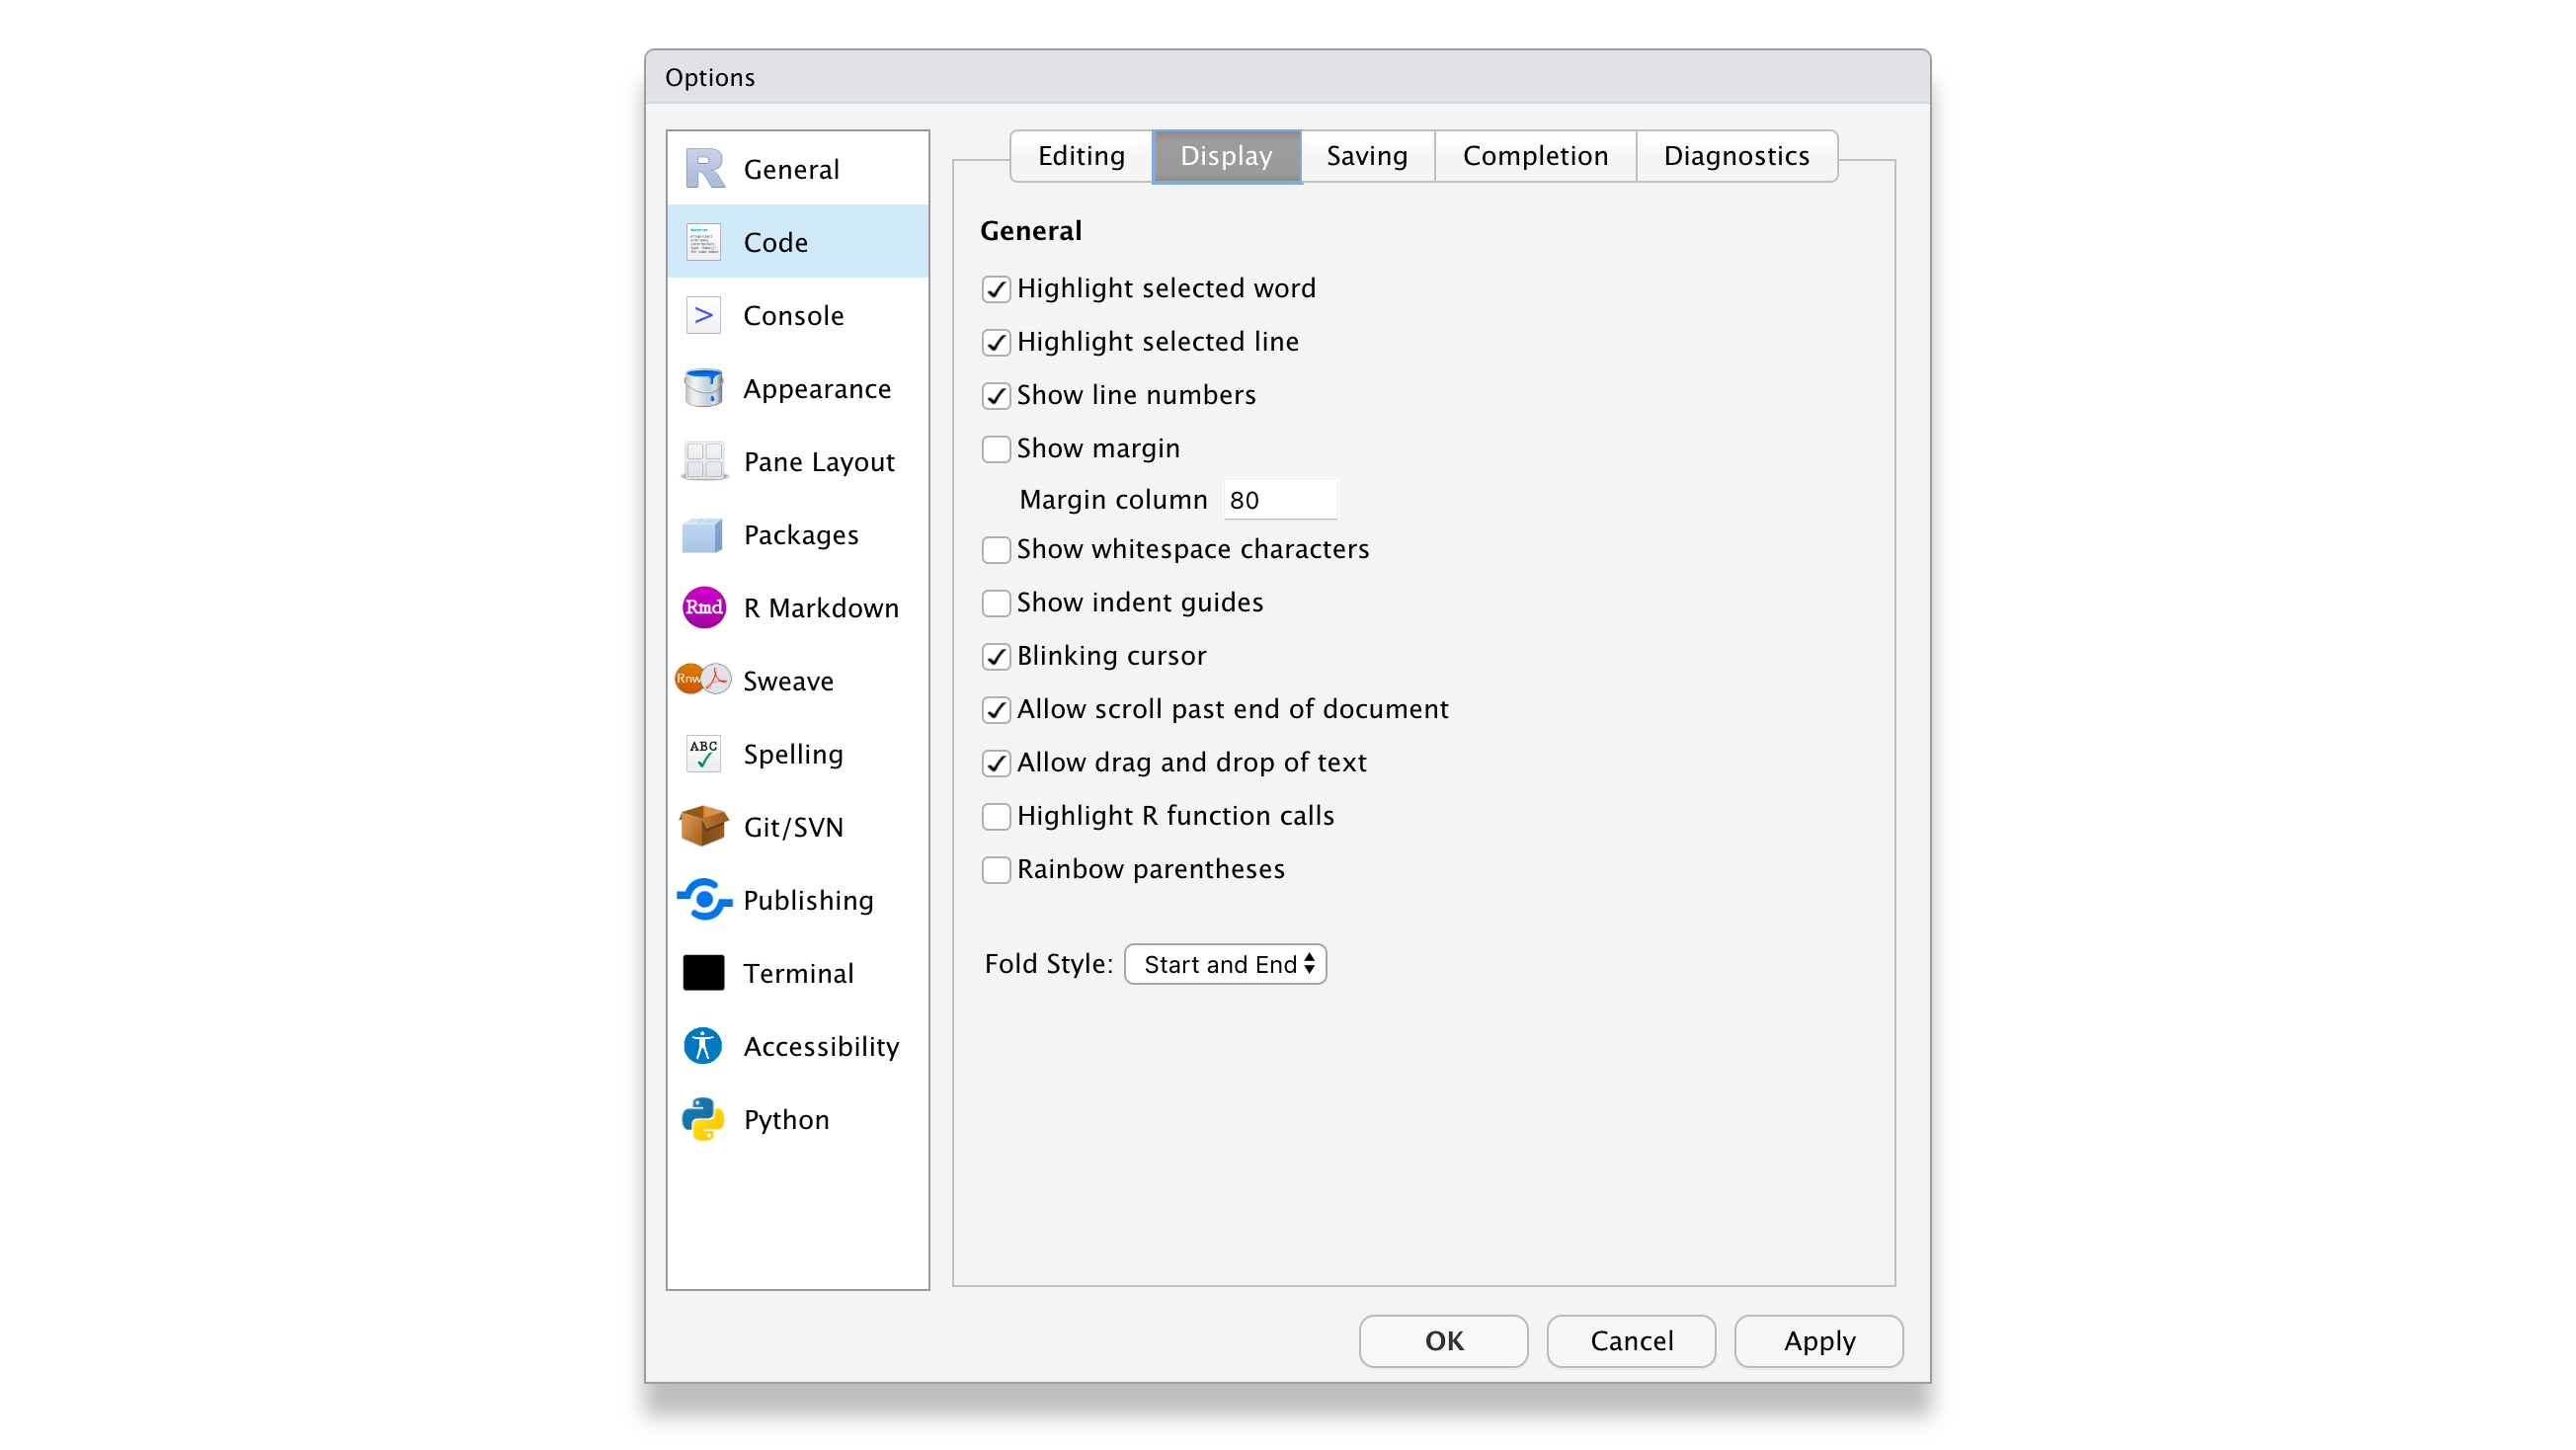 Options
General
Code
Console
Appearance
Pane Layout
Packages
Rmd
R Markdown
Rnw
Sweave
ABC
Spelling
Git/SVN
Publishing
Terminal
Accessibility
Python
Editing
Display
Saving
Completion
Diagnostics
General
Highlight selected word
Highlight selected line
Show line numbers
Show margin
Margin column 80
Show whitespace characters
Show indent guides
Blinking cursor
Allow scroll past end of document
Allow drag and drop of text
Highlight R function calls
Rainbow parentheses
Fold Style: Start and End
OK
Cancel
Apply